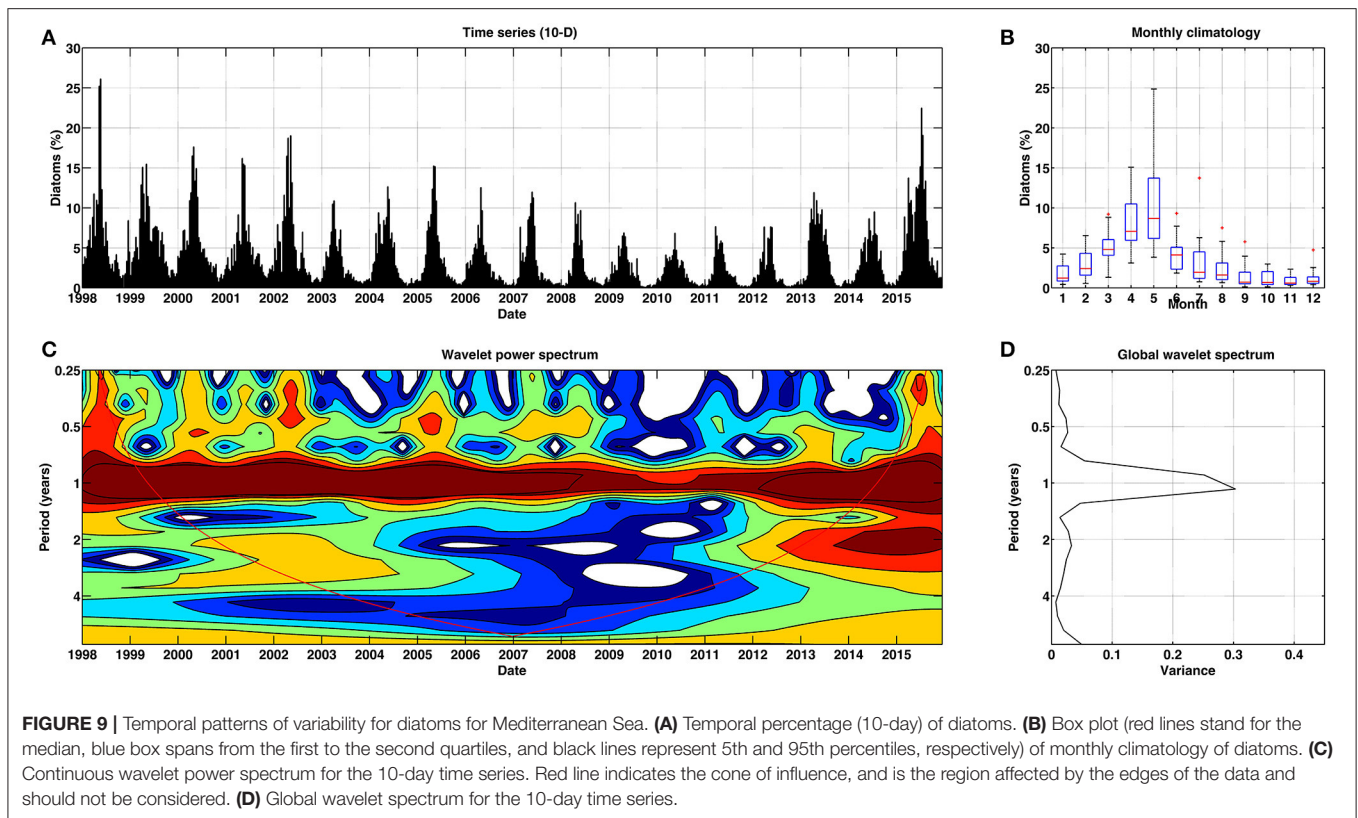 A
Time series (10-D)
30
25
20
15
10
5
0
Diatoms (%)
1998 1999 2000 2001 2002 2003 2004 2005 2006 2007 2008 2009 2010 2011 2012 2013 2014 2015
Date
B
Monthly climatology
30
25
20
15
10
5
0
Diatoms (%)
1 2 3 4 5 6 7 8 9 10 11 12
Month
C
Wavelet power spectrum
0.25
0.5
1
2
4
Period (years)
1998 1999 2000 2001 2002 2003 2004 2005 2006 2007 2008 2009 2010 2011 2012 2013 2014 2015
Date
D
Global wavelet spectrum
0.25
0.5
1
2
4
Period (years)
0 0.1 0.2 0.3 0.4
Variance
FIGURE 9 | Temporal patterns of variability for diatoms for Mediterranean Sea. (A) Temporal percentage (10-day) of diatoms. (B) Box plot (red lines stand for the
median, blue box spans from the first to the second quartiles, and black lines represent 5th and 95th percentiles, respectively) of monthly climatology of diatoms. (C)
Continuous wavelet power spectrum for the 10-day time series. Red line indicates the cone of influence, and is the region affected by the edges of the data and
should not be considered. (D) Global wavelet spectrum for the 10-day time series.